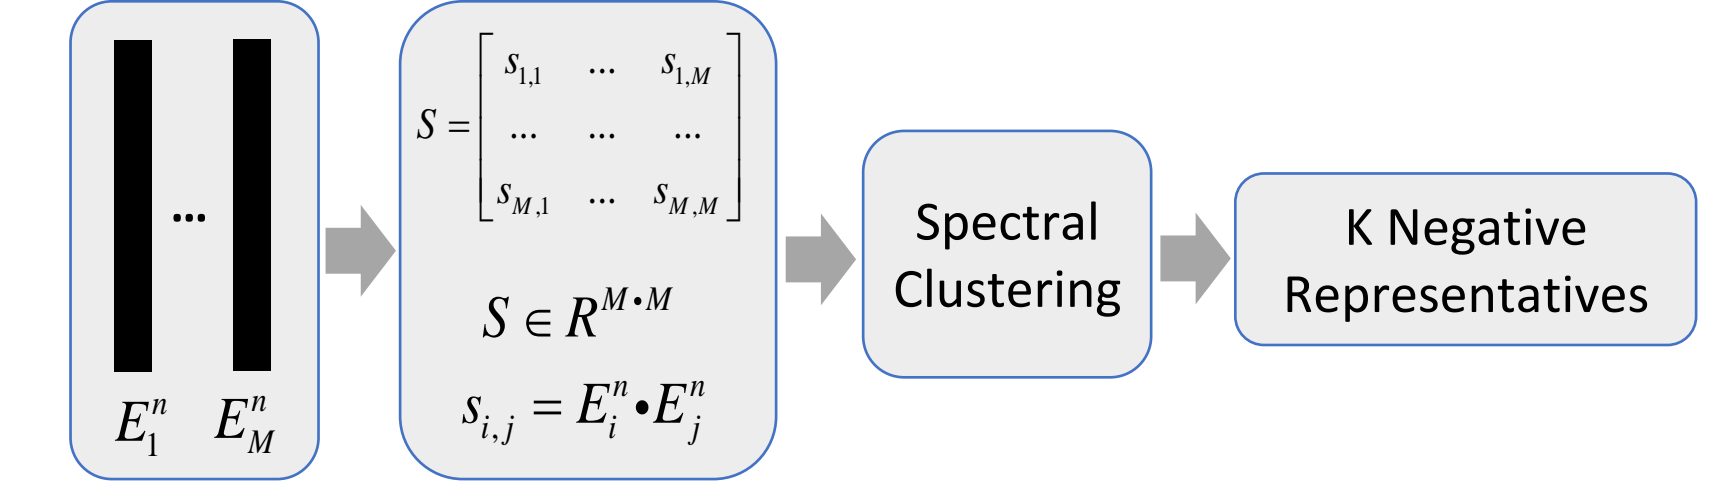 ...
E_1^n E_M^n
S = [ s_{1,1} ... s_{1,M}
... ... ...
s_{M,1} ... s_{M,M} ]
S ∈ R^{M•M}
s_{i,j} = E_i^n • E_j^n
Spectral
Clustering
K Negative
Representatives